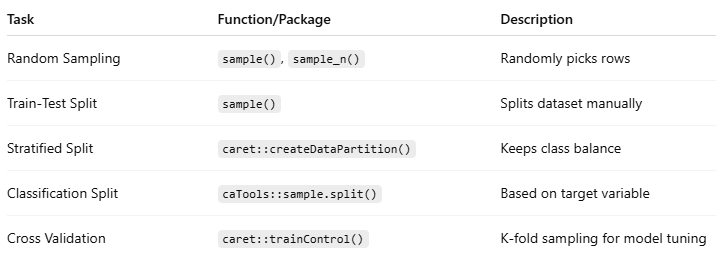 Task Function/Package Description
Random Sampling sample(), sample_n() Randomly picks rows
Train-Test Split sample() Splits dataset manually
Stratified Split caret::createDataPartition() Keeps class balance
Classification Split caTools::sample.split() Based on target variable
Cross Validation caret::trainControl() K-fold sampling for model tuning